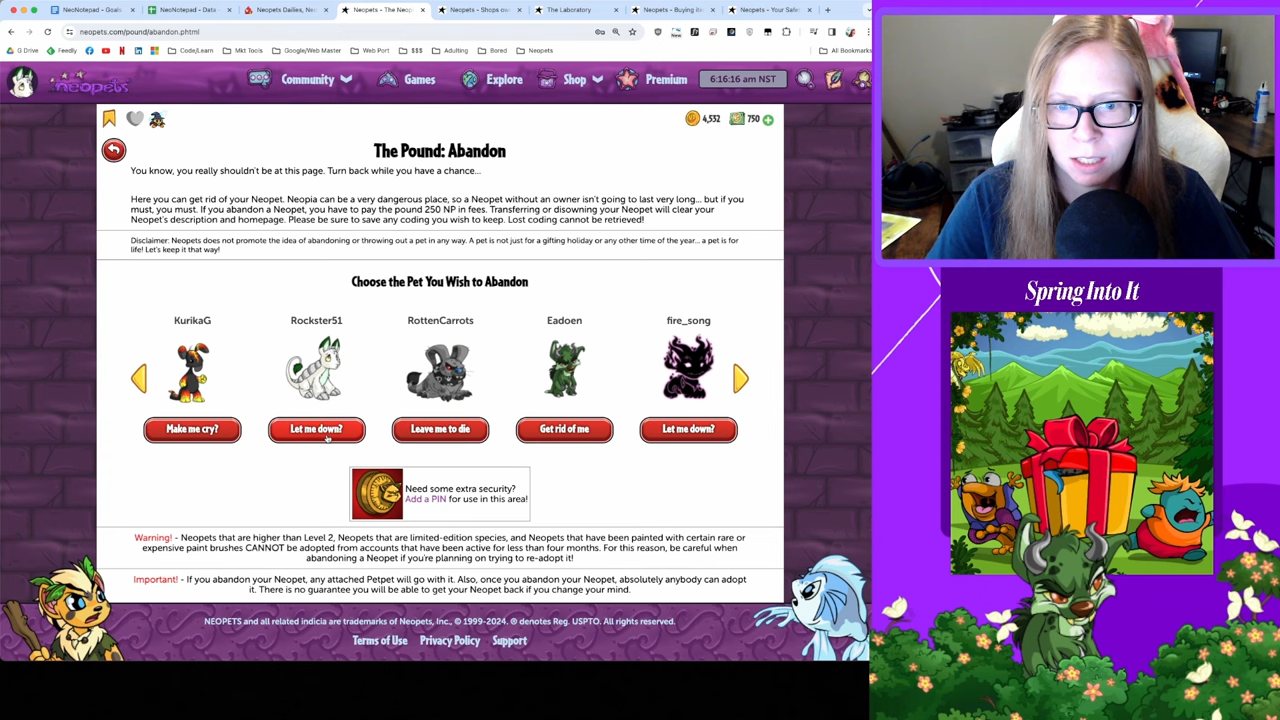 NeoNotepad - Goals
NeoNotepad - Data
Neopets Dailies, Ne
Neopets - The Neop
Neopets - Shops ow
The Laboratory
Neopets - Buying it
Neopets - Your Safe
neopets.com/pound/abandon.phtml
G Drive
Feedly
Code/Learn
Mkt Tools
Google/Web Master
Web Port
$$$
Adulting
Bored
Neopets
All Bookmarks
neopets
Community
Games
Explore
Shop
Premium
6:16:16 am NST
4,532
750
The Pound: Abandon
You know, you really shouldn't be at this page. Turn back while you have a chance...
Here you can get rid of your Neopet. Neopia can be a very dangerous place, so a Neopet without an owner isn't going to last very long... but if you
must, you must. If you abandon a Neopet, you have to pay the pound 250 NP in fees. Transferring or disowning your Neopet will clear your
Neopet's description and homepage. Please be sure to save any coding you wish to keep. Lost coding cannot be retrieved!
Disclaimer: Neopets does not promote the idea of abandoning or throwing out a pet in any way. A pet is not just for a gifting holiday or any other time of the year... a pet is for
life! Let's keep it that way!
Choose the Pet You Wish to Abandon
KurikaG
Rockster51
RottenCarrots
Eadoen
fire_song
Make me cry?
Let me down?
Leave me to die
Get rid of me
Let me down?
Need some extra security?
Add a PIN for use in this area!
Warning! - Neopets that are higher than Level 2, Neopets that are limited-edition species, and Neopets that have been painted with certain rare or
expensive paint brushes CANNOT be adopted from accounts that have been active for less than four months. For this reason, be careful when
abandoning a Neopet if you're planning on trying to re-adopt it!
Important! - If you abandon your Neopet, any attached Petpet will go with it. Also, once you abandon your Neopet, absolutely anybody can adopt
it. There is no guarantee you will be able to get your Neopet back if you change your mind.
NEOPETS and all related indicia are trademarks of Neopets, Inc., © 1999-2024. ® denotes Reg. USPTO. All rights reserved.
Terms of Use
Privacy Policy
Support
Spring Into It